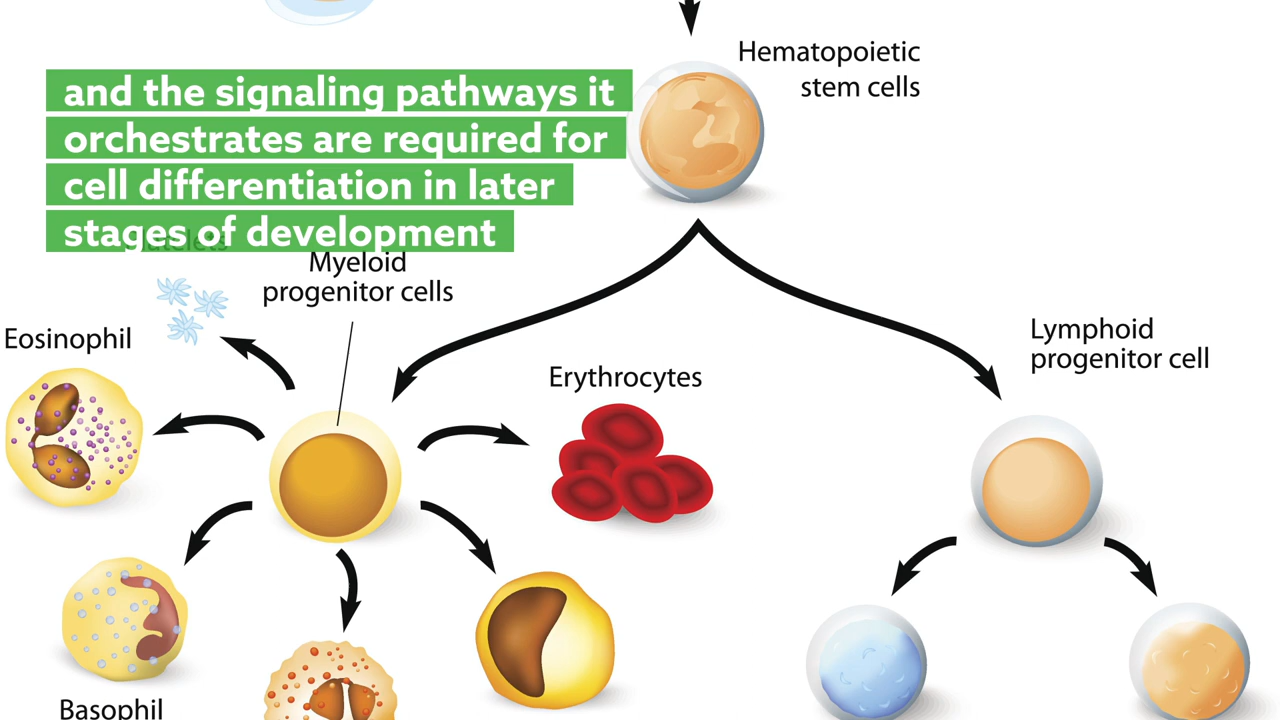 Hematopoietic
stem cells
and the signaling pathways it
orchestrates are required for
cell differentiation in later
stages of development
Platelets
Myeloid
progenitor cells
Eosinophil
Erythrocytes
Lymphoid
progenitor cell
Basophil